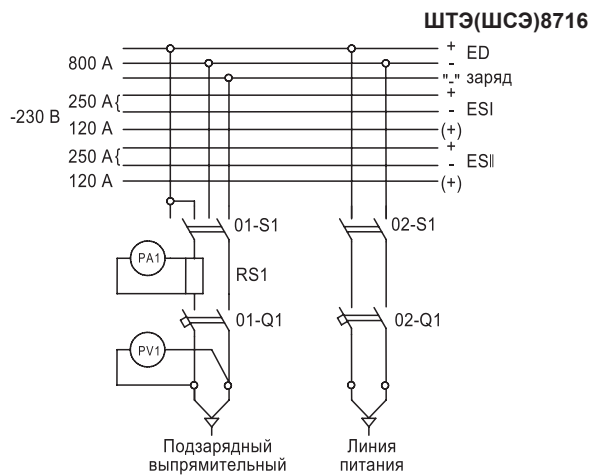 ШТЭ(ШСЭ)8716
+ ED
800 А -
"-" заряд
250 А{ +
-230 В - ESI
120 А (+)
250 А{ +
- ESII
120 А (+)
01-S1 02-S1
PA1
RS1
01-Q1 02-Q1
PV1
Подзарядный Линия
выпрямительный питания